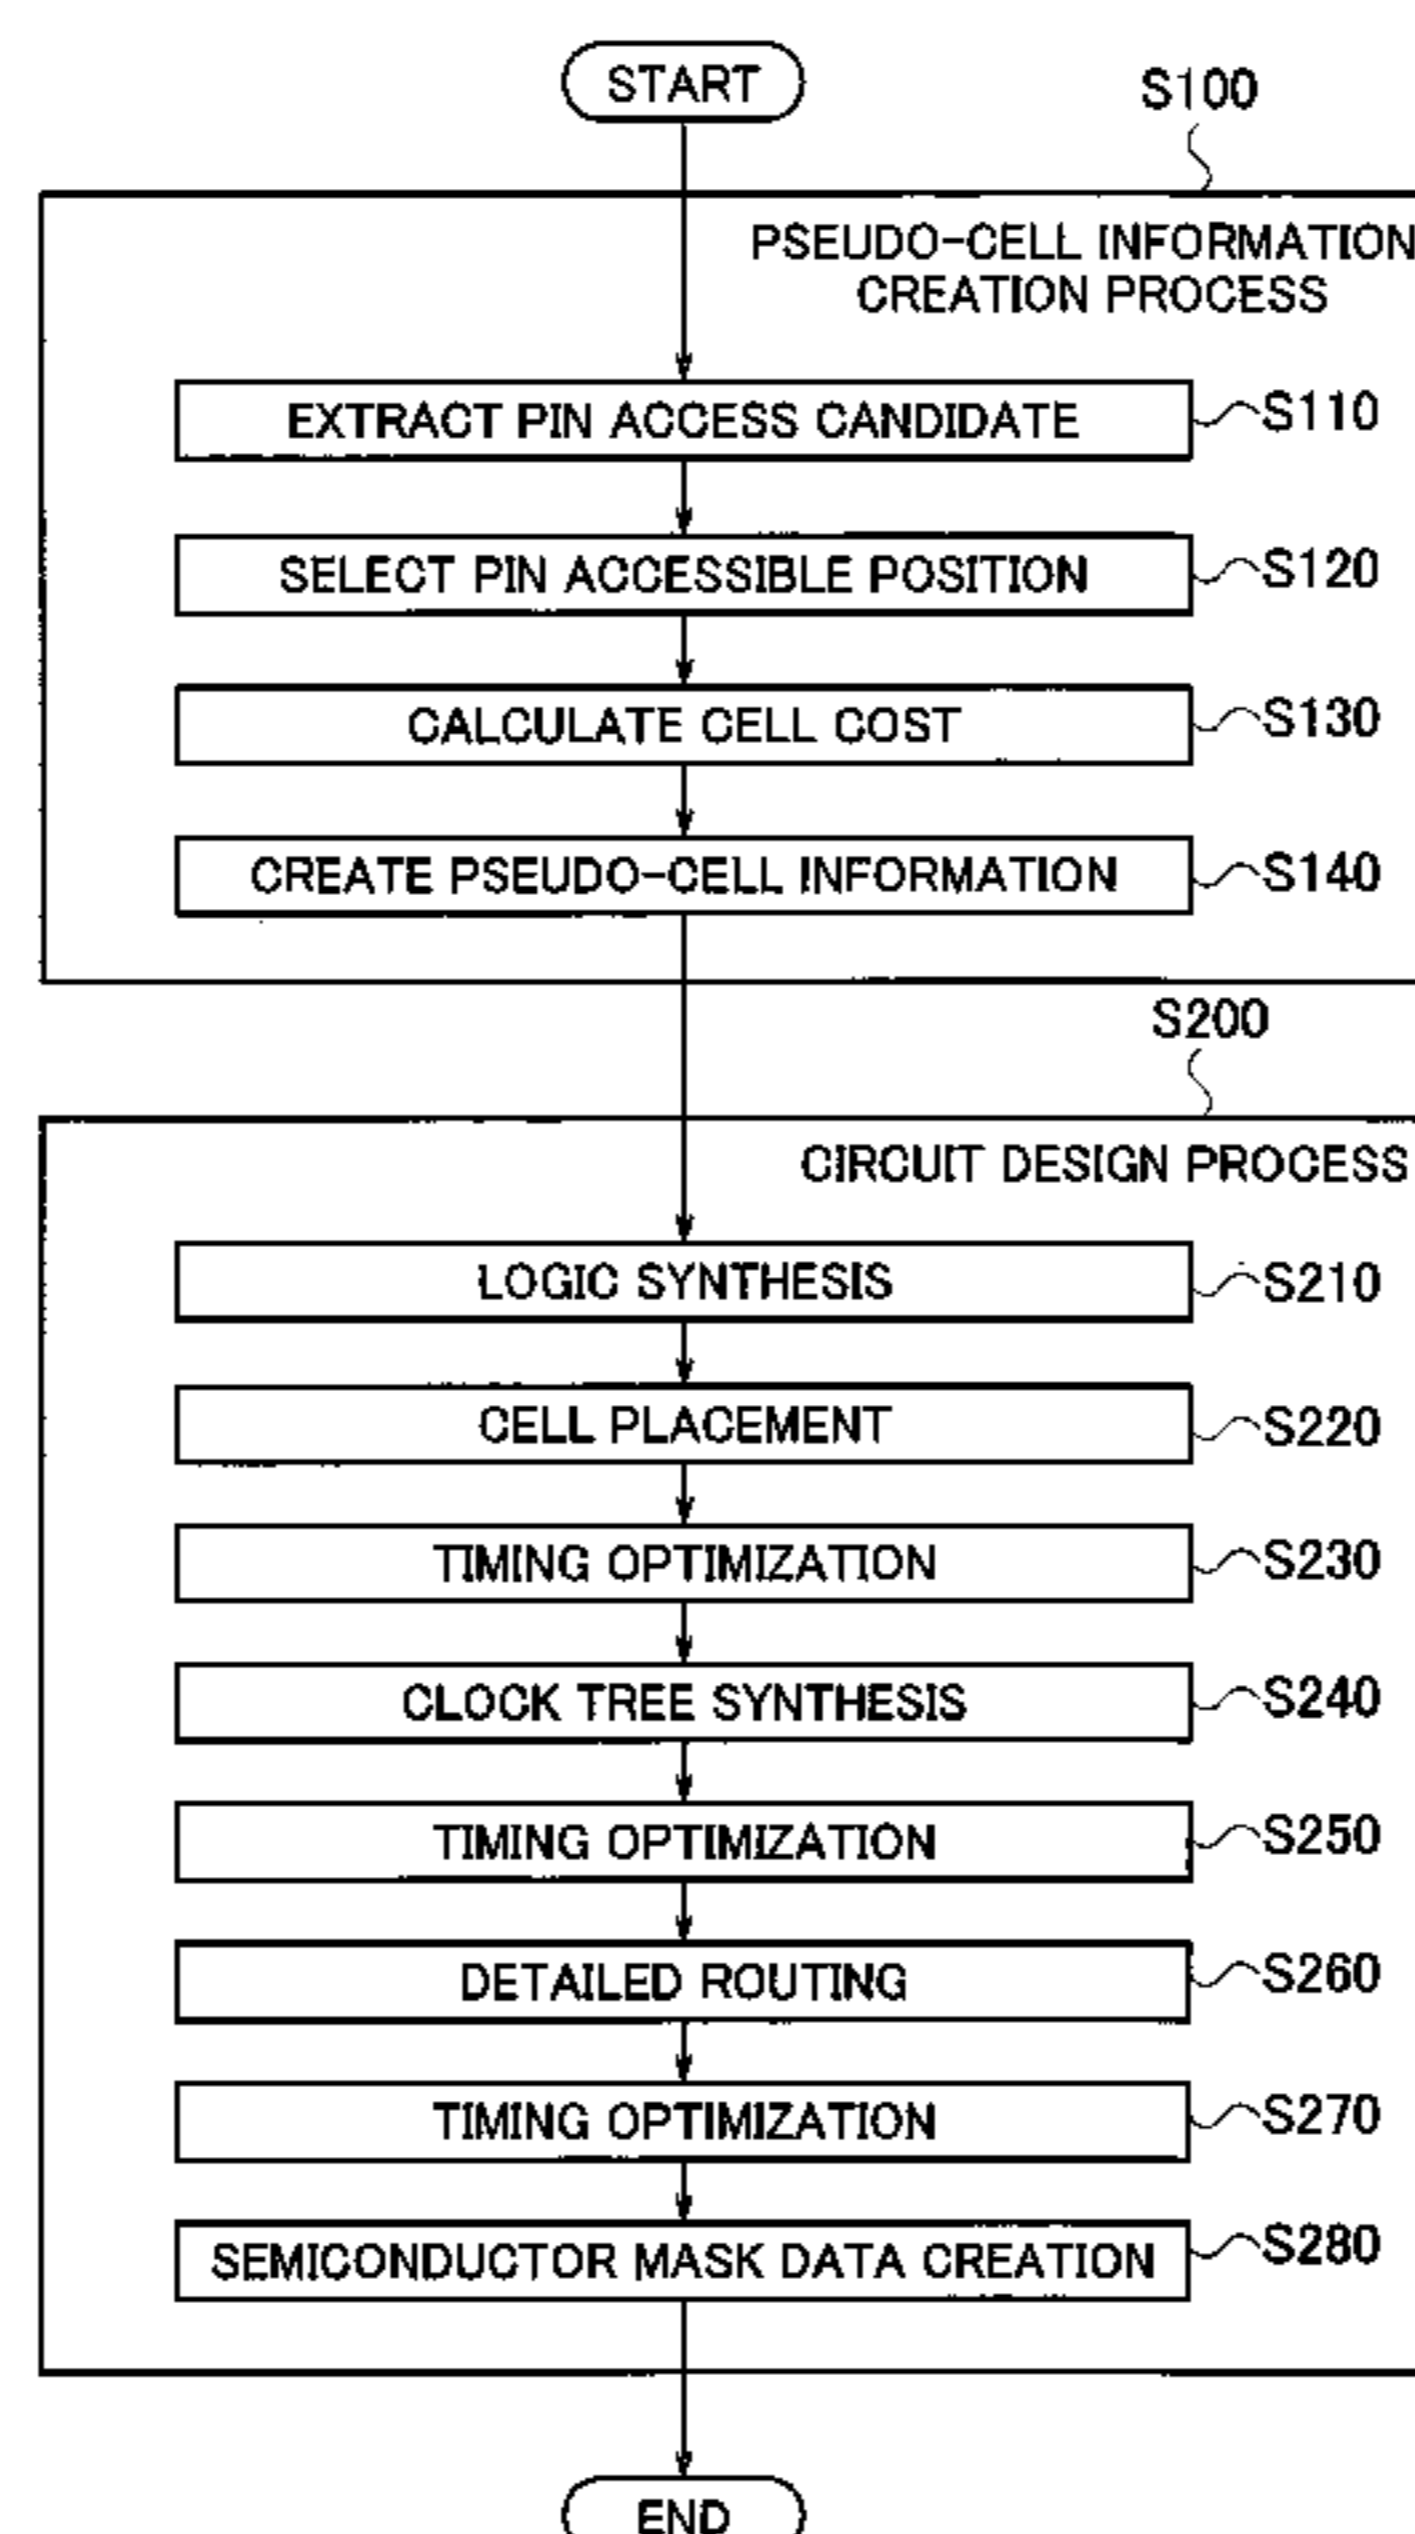 START
S100
PSEUDO-CELL INFORMATION
CREATION PROCESS
EXTRACT PIN ACCESS CANDIDATE
S110
SELECT PIN ACCESSIBLE POSITION
S120
CALCULATE CELL COST
S130
CREATE PSEUDO-CELL INFORMATION
S140
S200
CIRCUIT DESIGN PROCESS
LOGIC SYNTHESIS
S210
CELL PLACEMENT
S220
TIMING OPTIMIZATION
S230
CLOCK TREE SYNTHESIS
S240
TIMING OPTIMIZATION
S250
DETAILED ROUTING
S260
TIMING OPTIMIZATION
S270
SEMICONDUCTOR MASK DATA CREATION
S280
END